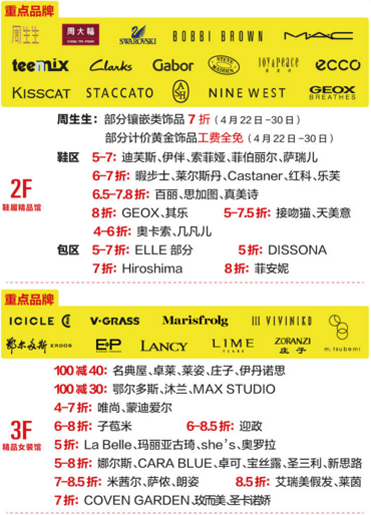 重点品牌
周生生 周大福 CHOW TAI FOOK SWAROVSKI BOBBI BROWN MAC
teenmix Clarks Gabor STEVE MADDEN JOY&PEACE ecco
KISSCAT STACCATO NINE WEST GEOX BREATHES
周生生：部分镶嵌类饰品 7 折（4月22日-30日）
部分计价黄金饰品工费全免（4月22日-30日）
2F
鞋履精品馆
鞋区 5-7：迪芙斯、伊伴、索菲娅、菲伯丽尔、萨瑞儿
6-7 折：暇步士、莱尔斯丹、Castaner、红科、乐芙
6.5-7.8 折：百丽、思加图、真美诗
8折：GEOX、其乐 5-7.5折：接吻猫、天美意
4-6折：奥卡索、几凡儿
包区 5-7折：ELLE 部分 5折：DISSONA
7折：Hiroshima 8折：菲安妮
重点品牌
ICICLE V·GRASS Marisfrolg VIVINIKO
鄂尔多斯 ERDOS E+P LANCY LIME FLARE ZORANZI 庄子 m.tsubomi
3F
精品女装馆
100减40：名典屋、卓莱、莱姿、庄子、伊丹诺思
100减30：鄂尔多斯、沐兰、MAX STUDIO
4-7折：唯尚、蒙迪爱尔
6-8折：子苞米 6-8.5折：迎政
5折：La Belle、玛丽亚古琦、she's、奥罗拉
5-8折：娜尔斯、CARA BLUE、卓可、宝丝露、圣三利、新思路
7-8.5折：米茜尔、萨侬、朗姿 8.5折：艾瑞美假发、莱茵
7折：COVEN GARDEN、玫而美、圣卡诺娇